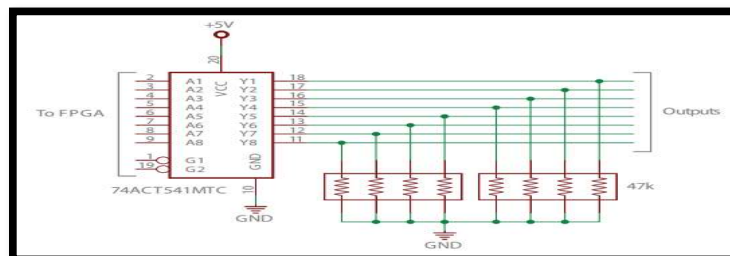 +5V
20
VCC
2 A1 Y1 18
3 A2 Y2 17
4 A3 Y3 16
To FPGA 5 A4 Y4 15 Outputs
6 A5 Y5 14
7 A6 Y6 13
8 A7 Y7 12
9 A8 Y8 11
1 G1 GND
19 G2
74ACT541MTC 10 47k
GND
GND